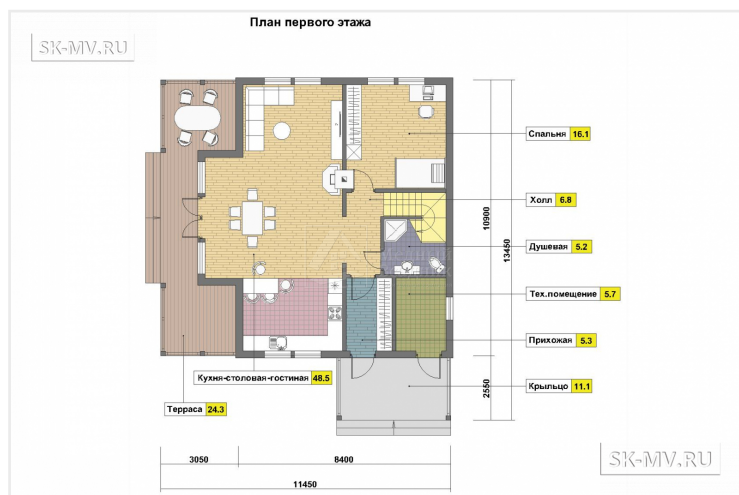 План первого этажа
SK-MV.RU
Спальня 16.1
Холл 6.8
Душевая 5.2
Тех.помещение 5.7
Прихожая 5.3
Крыльцо 11.1
Кухня-столовая-гостиная 48.5
Терраса 24.3
10900
13450
2550
3050
8400
11450
SK-MV.RU